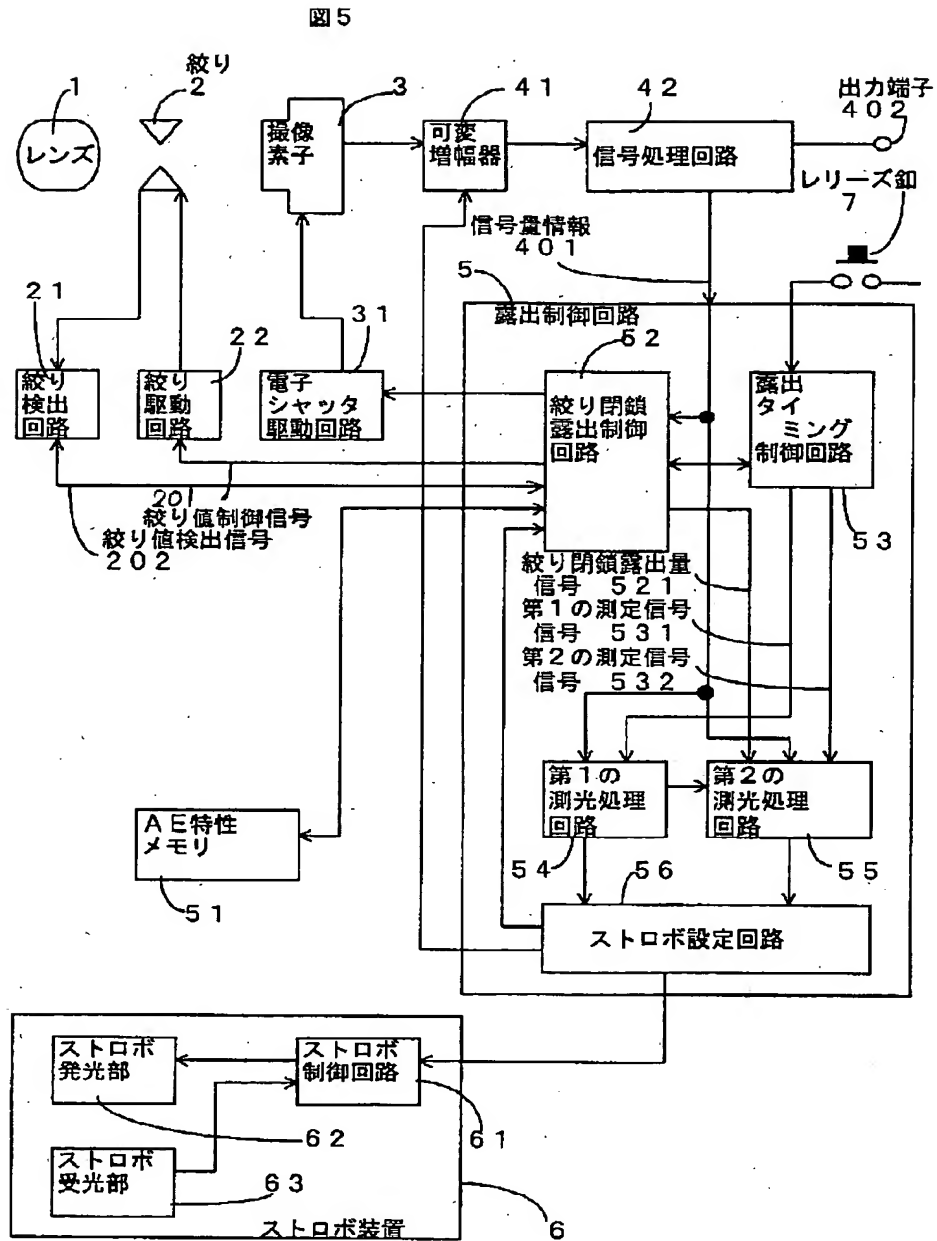 図5
1
レンズ
絞り
2
3
撮像
素子
41
可変
増幅器
42
信号処理回路
出力端子
402
レリーズ釦
7
信号量情報
401
5
露出制御回路
52
21
絞り
検出
回路
22
絞り
駆動
回路
31
電子
シャッタ
駆動回路
絞り閉鎖
露出制御
回路
露出
タイ
ミング
制御回路
53
201
絞り値制御信号
絞り値検出信号
202
絞り閉鎖露出量
信号 521
第1の測定信号
信号 531
第2の測定信号
信号 532
第1の
測光処理
回路
54
第2の
測光処理
回路
55
AE特性
メモリ
51
56
ストロボ設定回路
ストロボ
発光部
62
ストロボ
制御回路
61
ストロボ
受光部
63
ストロボ装置
6